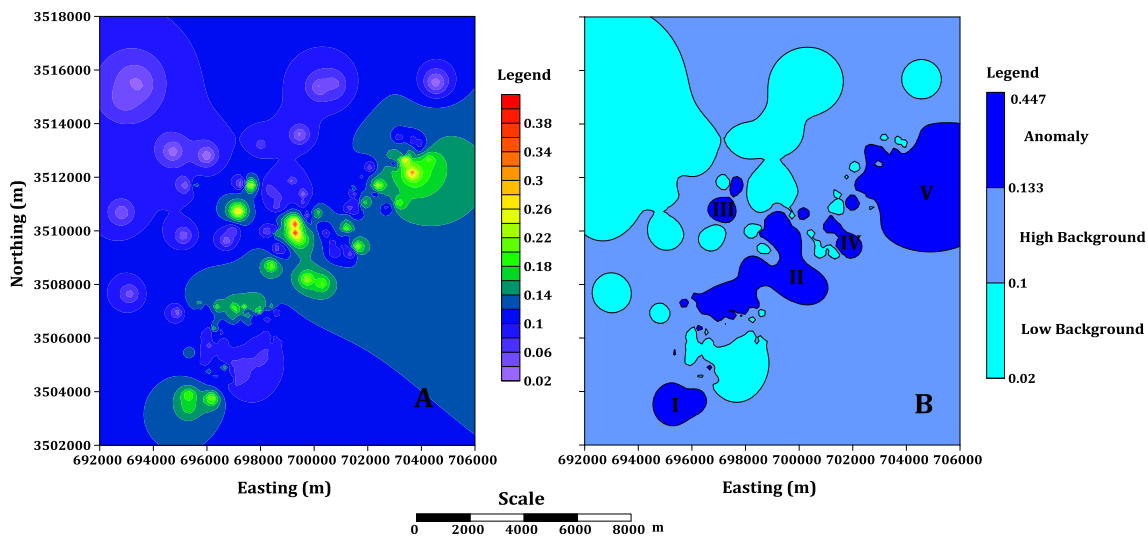 3518000
3516000
3514000
3512000
3510000
3508000
3506000
3504000
3502000
Northing (m)
692000 694000 696000 698000 700000 702000 704000 706000
Easting (m)
A
Legend
0.38
0.34
0.3
0.26
0.22
0.18
0.14
0.1
0.06
0.02
I
II
III
IV
V
B
692000 694000 696000 698000 700000 702000 704000 706000
Easting (m)
Legend
0.447
Anomaly
0.133
High Background
0.1
Low Background
0.02
Scale
0 2000 4000 6000 8000 m